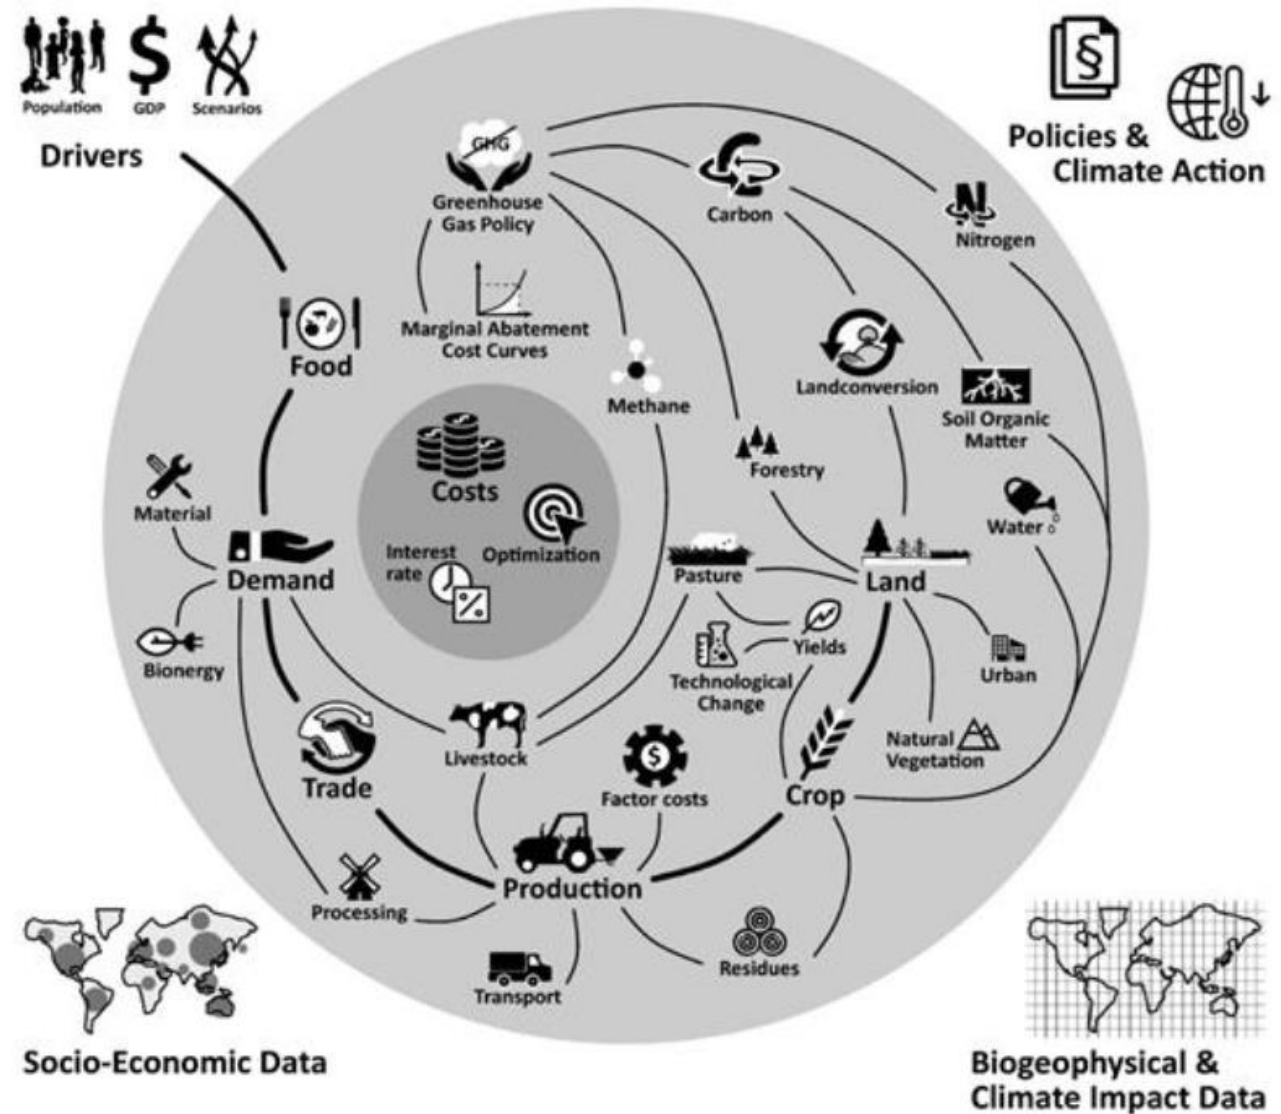 Population
GDP
Scenarios
Drivers
§
Policies &
Climate Action
GHG
Greenhouse
Gas Policy
Carbon
N
Nitrogen
Marginal Abatement
Cost Curves
Food
Methane
Landconversion
Soil Organic
Matter
Forestry
Water
Costs
Interest
rate
Optimization
%
Material
Demand
Bionergy
Pasture
Land
Yields
Technological
Change
Urban
Natural
Vegetation
Livestock
Trade
$
Factor costs
Crop
Production
Processing
Transport
Residues
Socio-Economic Data
Biogeophysical &
Climate Impact Data